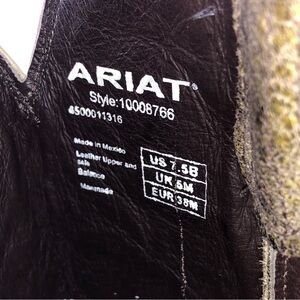 ARIAT
Style:10008766
4500011316
Made in Mexico
Leather Upper and
sole
Balance
Manmade
US 7.5B
UK 5M
EUR 38M